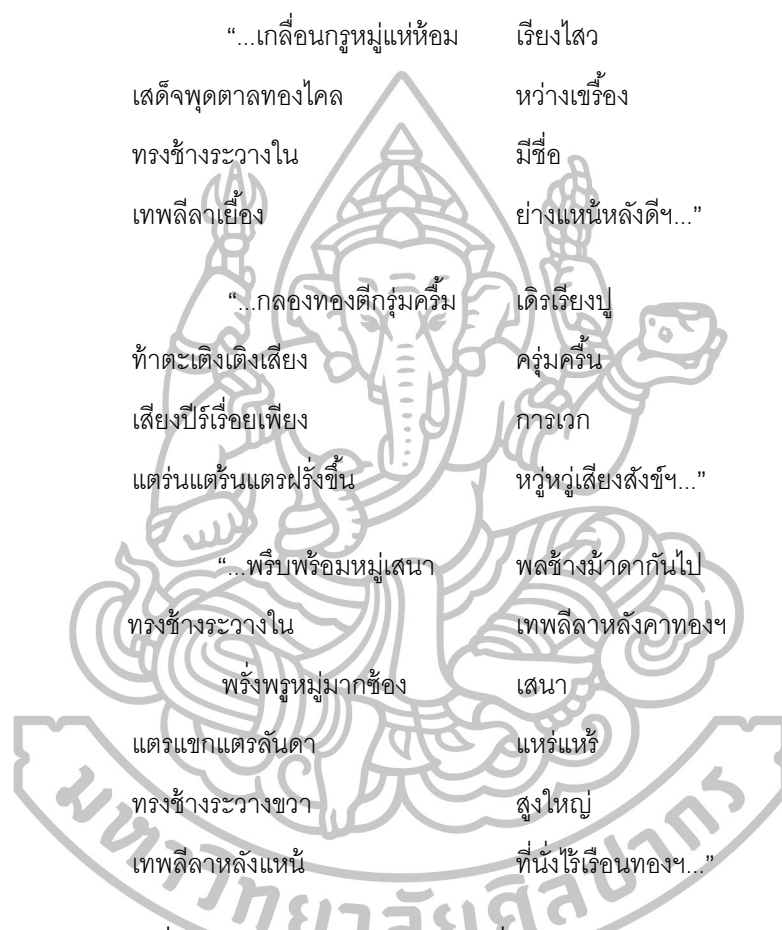 “...เกลื่อนกรูหมู่แห่ห้อม เรียงไสว
เสด็จพุดตาลทองไคล หว่างเขรื้อง
ทรงช้างระวางใน มีชื่อ
เทพลีลาเยื้อง ย่างแหน้หลังดีฯ...”
“...กลองทองตีกรุ่มครื้ม เดิรเรียงปู
ท้าตะเติงเติงเสียง ครุ่มครื้น
เสียงปีร์เรื่อยเพียง การเวก
แตร่นแตร้นแตรฝรั่งขึ้น หวู่หวู่เสียงสังข์ฯ...”
“...พรึบพร้อมหมู่เสนา พลช้างม้าดากันไป
ทรงช้างระวางใน เทพลีลาหลังคาทองฯ
พรั่งพรูหมู่มากซ้อง เสนา
แตรแขกแตรลันดา แหร่แหร้
ทรงช้างระวางขวา สูงใหญ่
เทพลีลาหลังแหน้ ที่นั่งไร้เรือนทองฯ...”
มหาวิทยาลัยศิลปากร